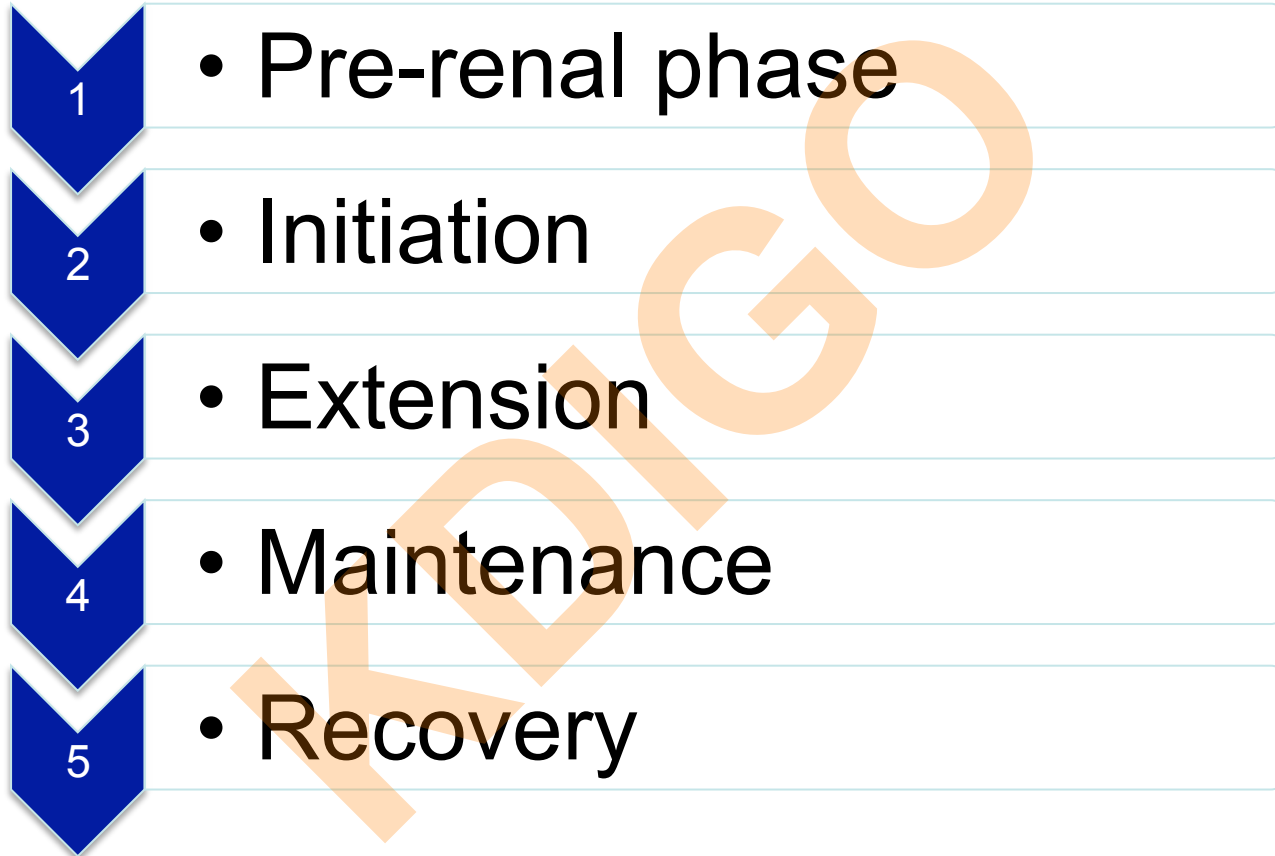 1
• Pre-renal phase
2
• Initiation
3
• Extension
4
• Maintenance
5
• Recovery
KDIGO